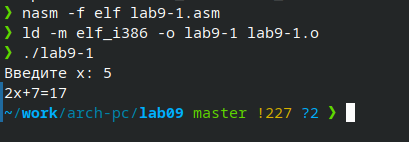 ❯ nasm -f elf lab9-1.asm
❯ ld -m elf_i386 -o lab9-1 lab9-1.o
❯ ./lab9-1
Введите x: 5
2x+7=17
~/work/arch-pc/lab09 master !227 ?2 ❯